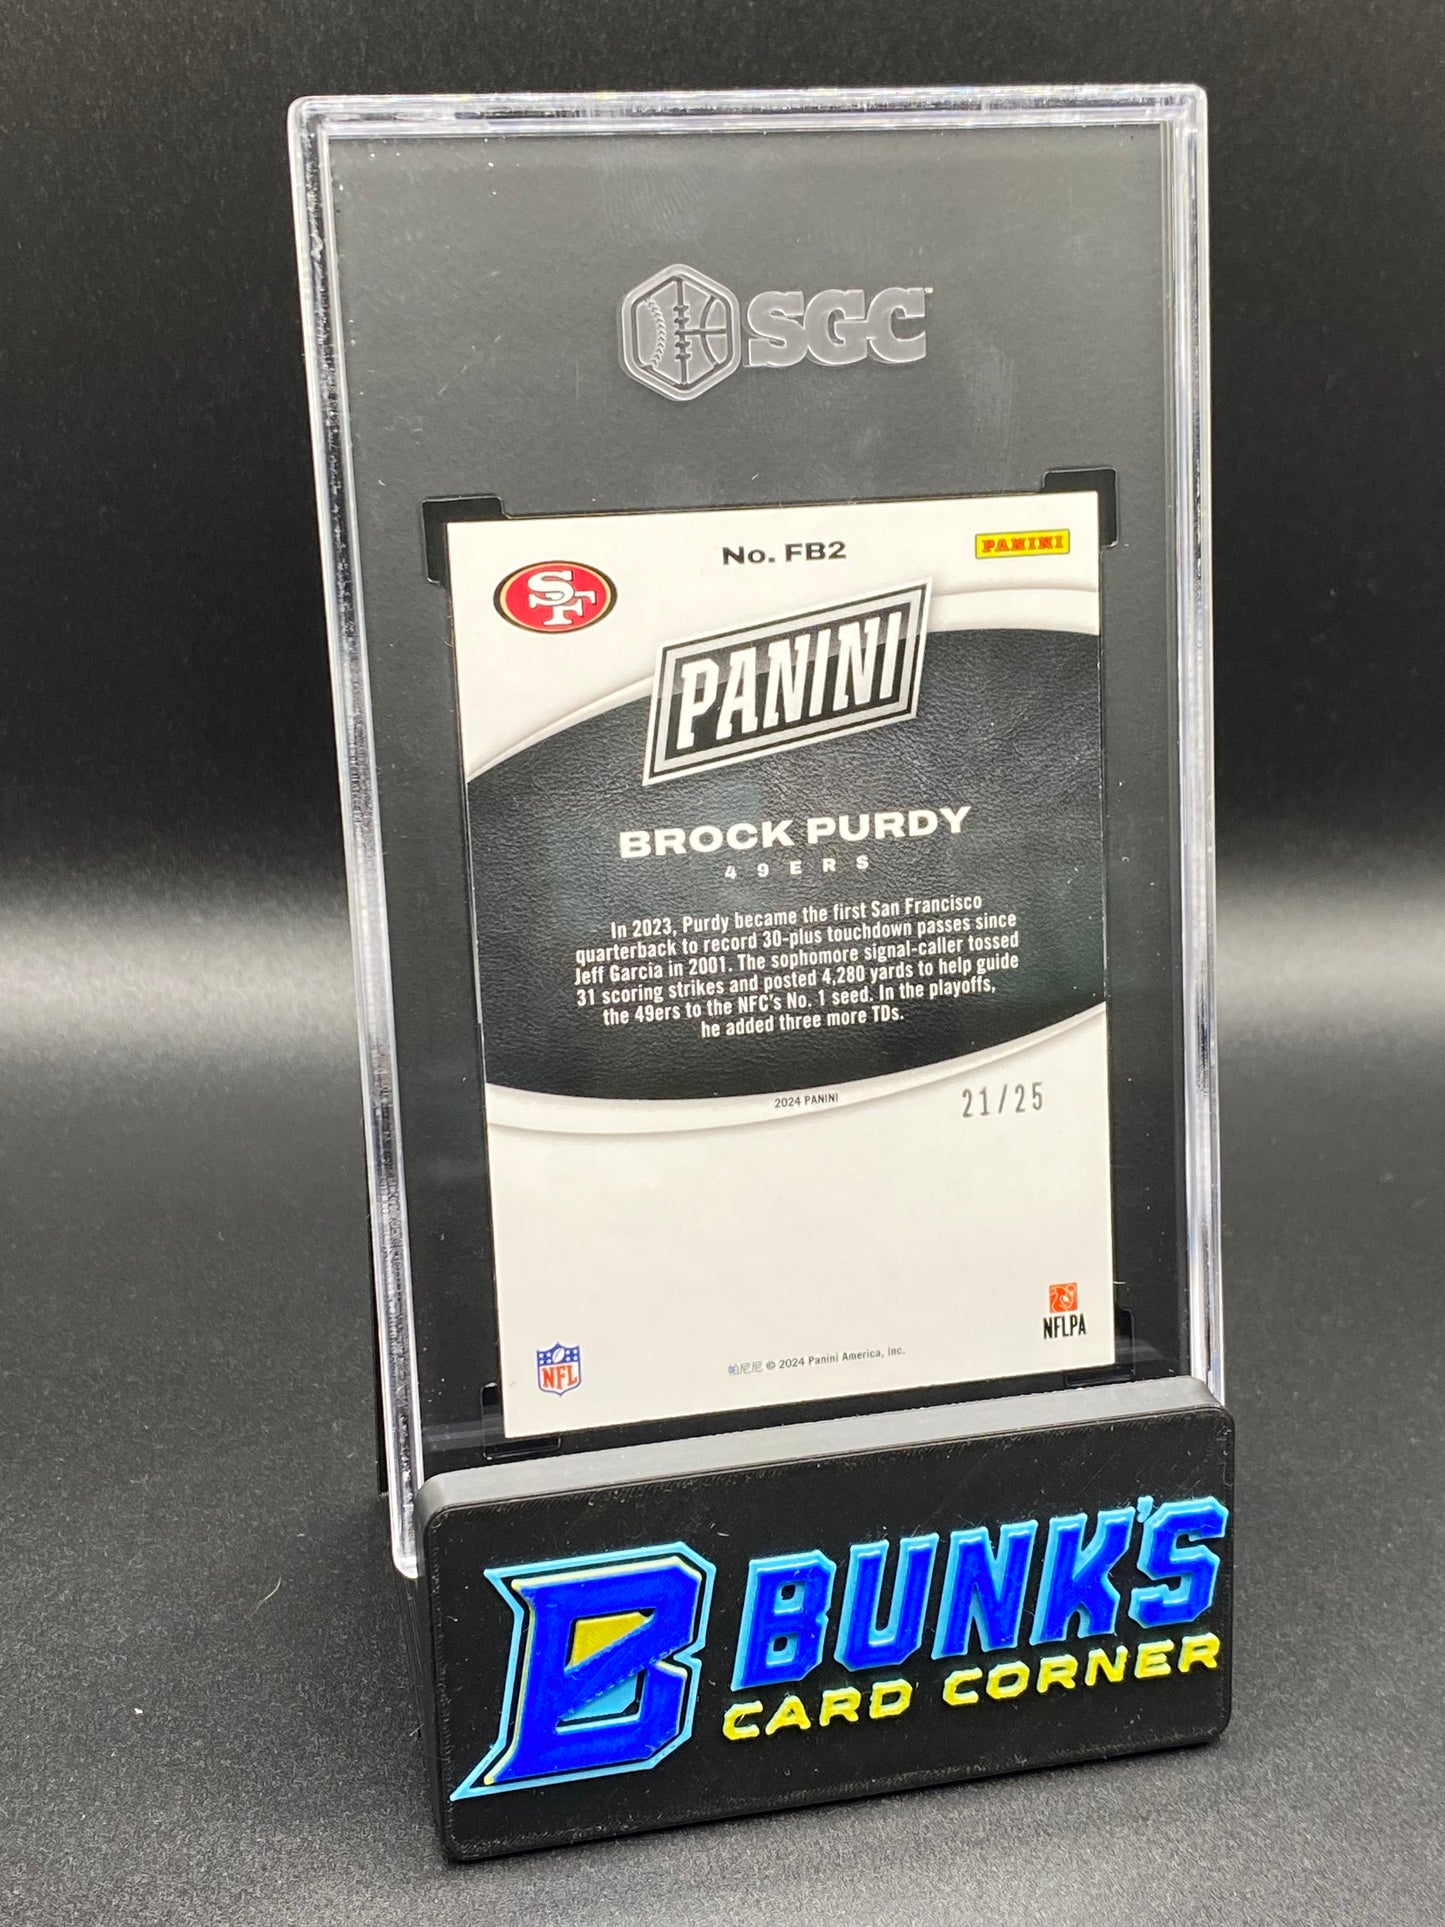 SGC
No. FB2
PANINI
SF
PANINI
BROCK PURDY
49ERS
In 2023, Purdy became the first San Francisco
quarterback to record 30-plus touchdown passes since
Jeff Garcia in 2001. The sophomore signal-caller tossed
31 scoring strikes and posted 4,280 yards to help guide
the 49ers to the NFC's No. 1 seed. In the playoffs,
he added three more TDs.
2024 PANINI
21/25
NFLPA
NFL
帕尼尼 © 2024 Panini America, Inc.
B BUNK'S
CARD CORNER